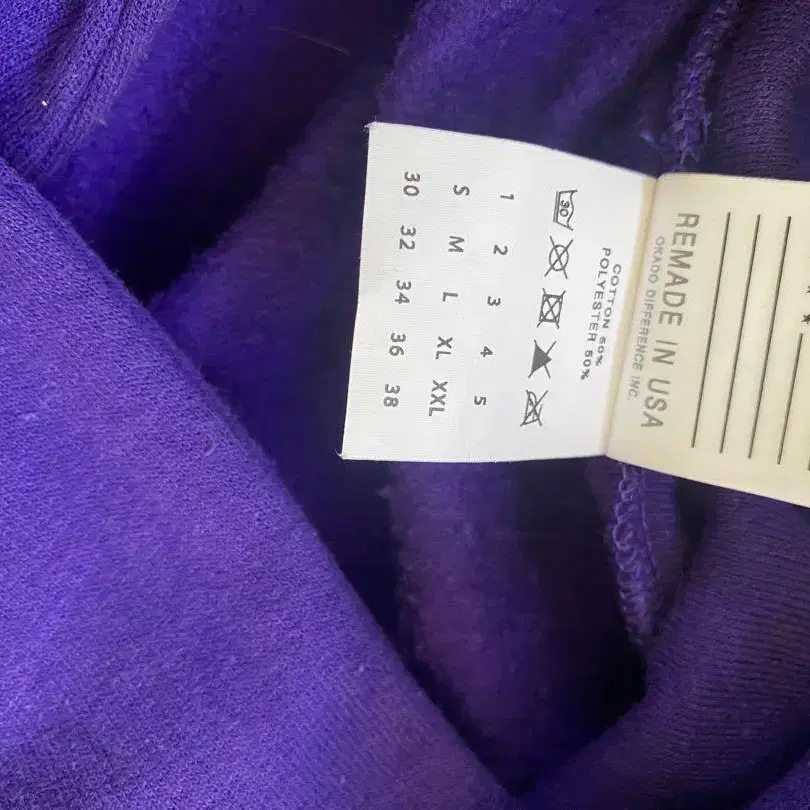 REMADE IN USA
OKADO DIFFERENCE INC.
COTTON 50%
POLYESTER 50%
30
1 2 3 4 5
S M L XL XXL
30 32 34 36 38